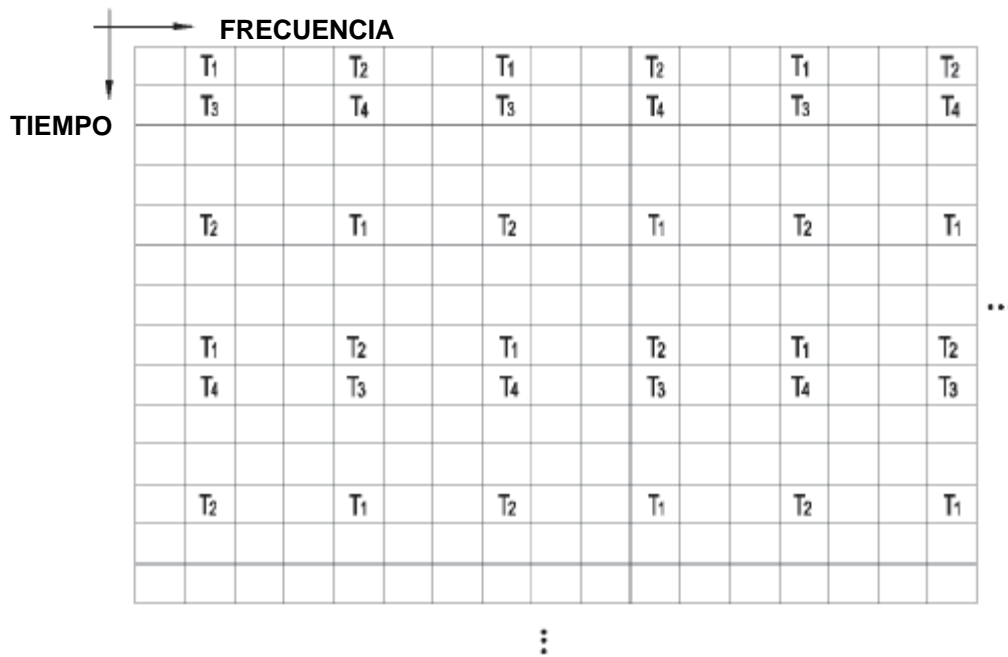 FRECUENCIA
TIEMPO
T1 T2 T1 T2 T1 T2
T3 T4 T3 T4 T3 T4
T2 T1 T2 T1 T2 T1
T1 T2 T1 T2 T1 T2
T4 T3 T4 T3 T4 T3
T2 T1 T2 T1 T2 T1